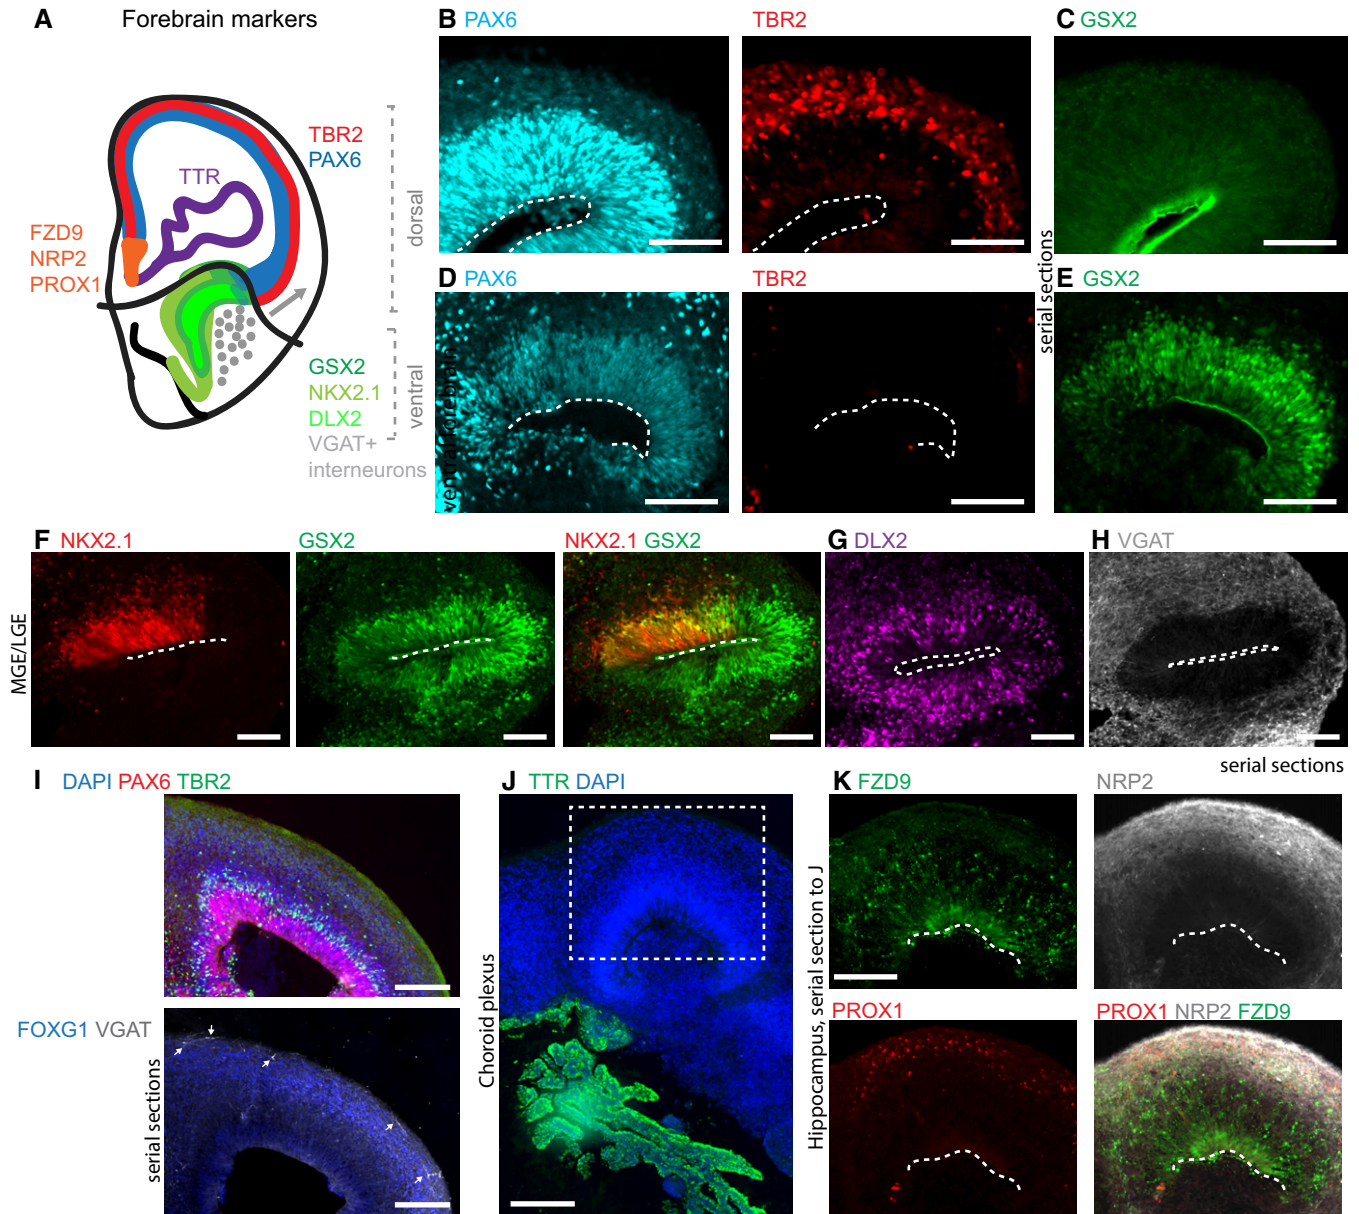 A Forebrain markers
TBR2
PAX6
TTR
FZD9
NRP2
PROX1
dorsal
GSX2
NKX2.1
DLX2
VGAT+
interneurons
ventral
B PAX6
TBR2
C GSX2
D PAX6
TBR2
E GSX2
serial sections
ventral forebrain
F NKX2.1
GSX2
NKX2.1 GSX2
G DLX2
H VGAT
MGE/LGE
serial sections
I DAPI PAX6 TBR2
FOXG1 VGAT
serial sections
J TTR DAPI
Choroid plexus
K FZD9
NRP2
PROX1
PROX1 NRP2 FZD9
Hippocampus, serial section to J